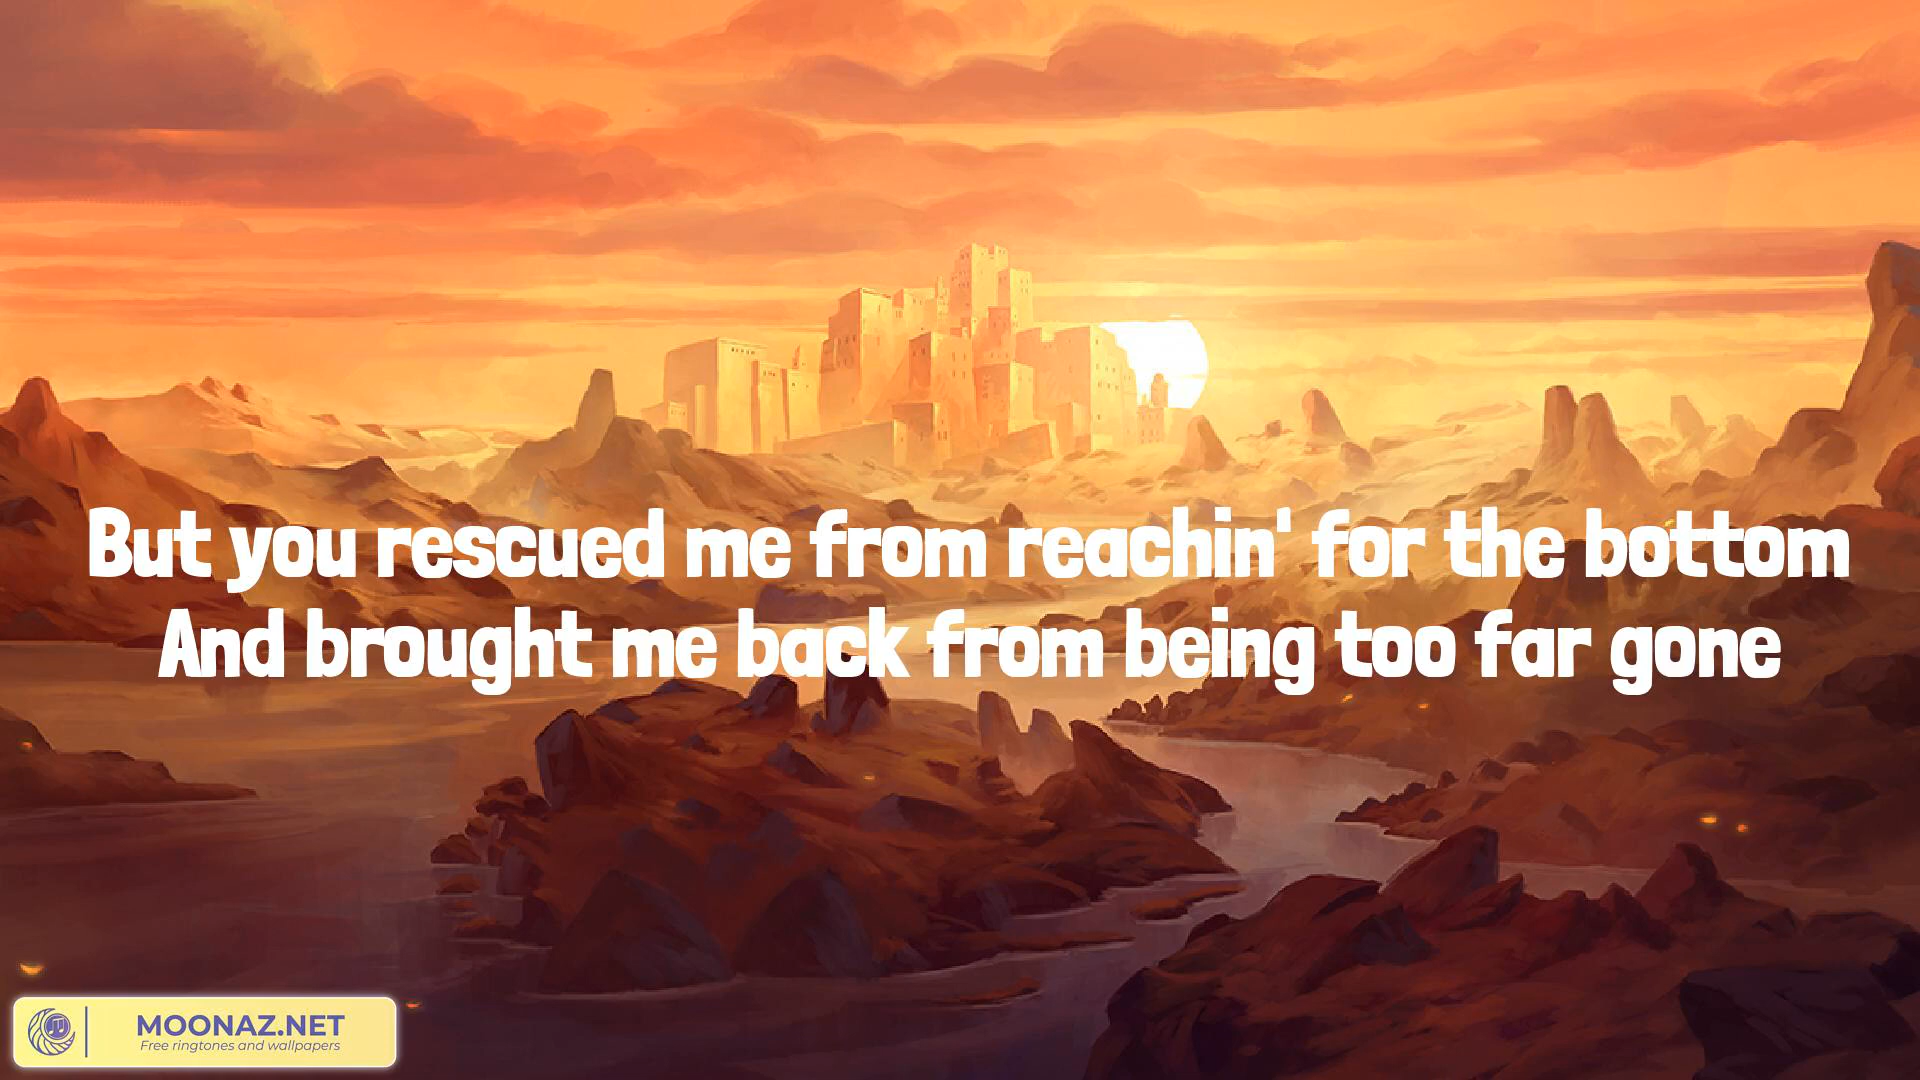 But you rescued me from reachin' for the bottom
And brought me back from being too far gone
MOONAZ.NET
Free ringtones and wallpapers